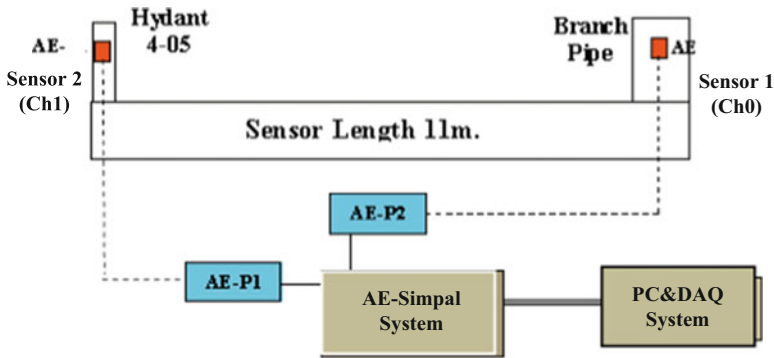 Hydant
4-05
AE-
Sensor 2
(Ch1)
Branch
Pipe
AE
Sensor 1
(Ch0)
Sensor Length 11m.
AE-P2
AE-P1
AE-Simpal
System
PC&DAQ
System